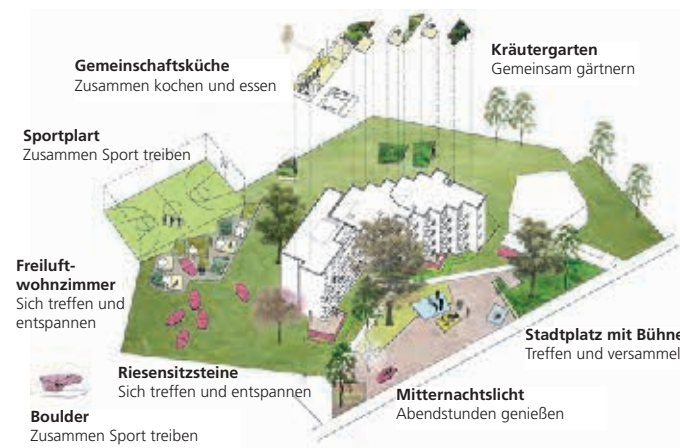 Gemeinschaftsküche
Zusammen kochen und essen
Kräutergarten
Gemeinsam gärtnern
Sportplart
Zusammen Sport treiben
Freiluft-
wohnzimmer
Sich treffen und
entspannen
Stadtplatz mit Bühne
Treffen und versammel
Riesensitzsteine
Sich treffen und entspannen
Mitternachtslicht
Abendstunden genießen
Boulder
Zusammen Sport treiben